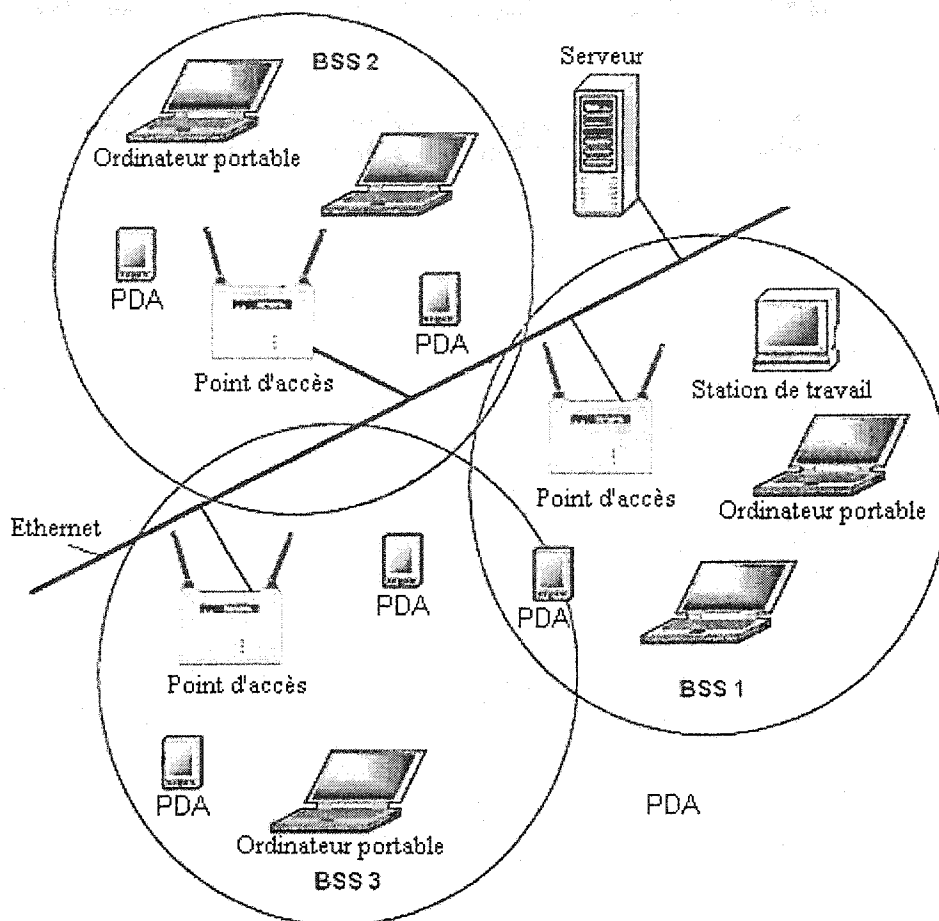 BSS 2
Serveur
Ordinateur portable
PDA
PDA
Point d'accès
Station de travail
Point d'accès
Ordinateur portable
Ethernet
PDA
PDA
Point d'accès
BSS 1
PDA
PDA
Ordinateur portable
BSS 3